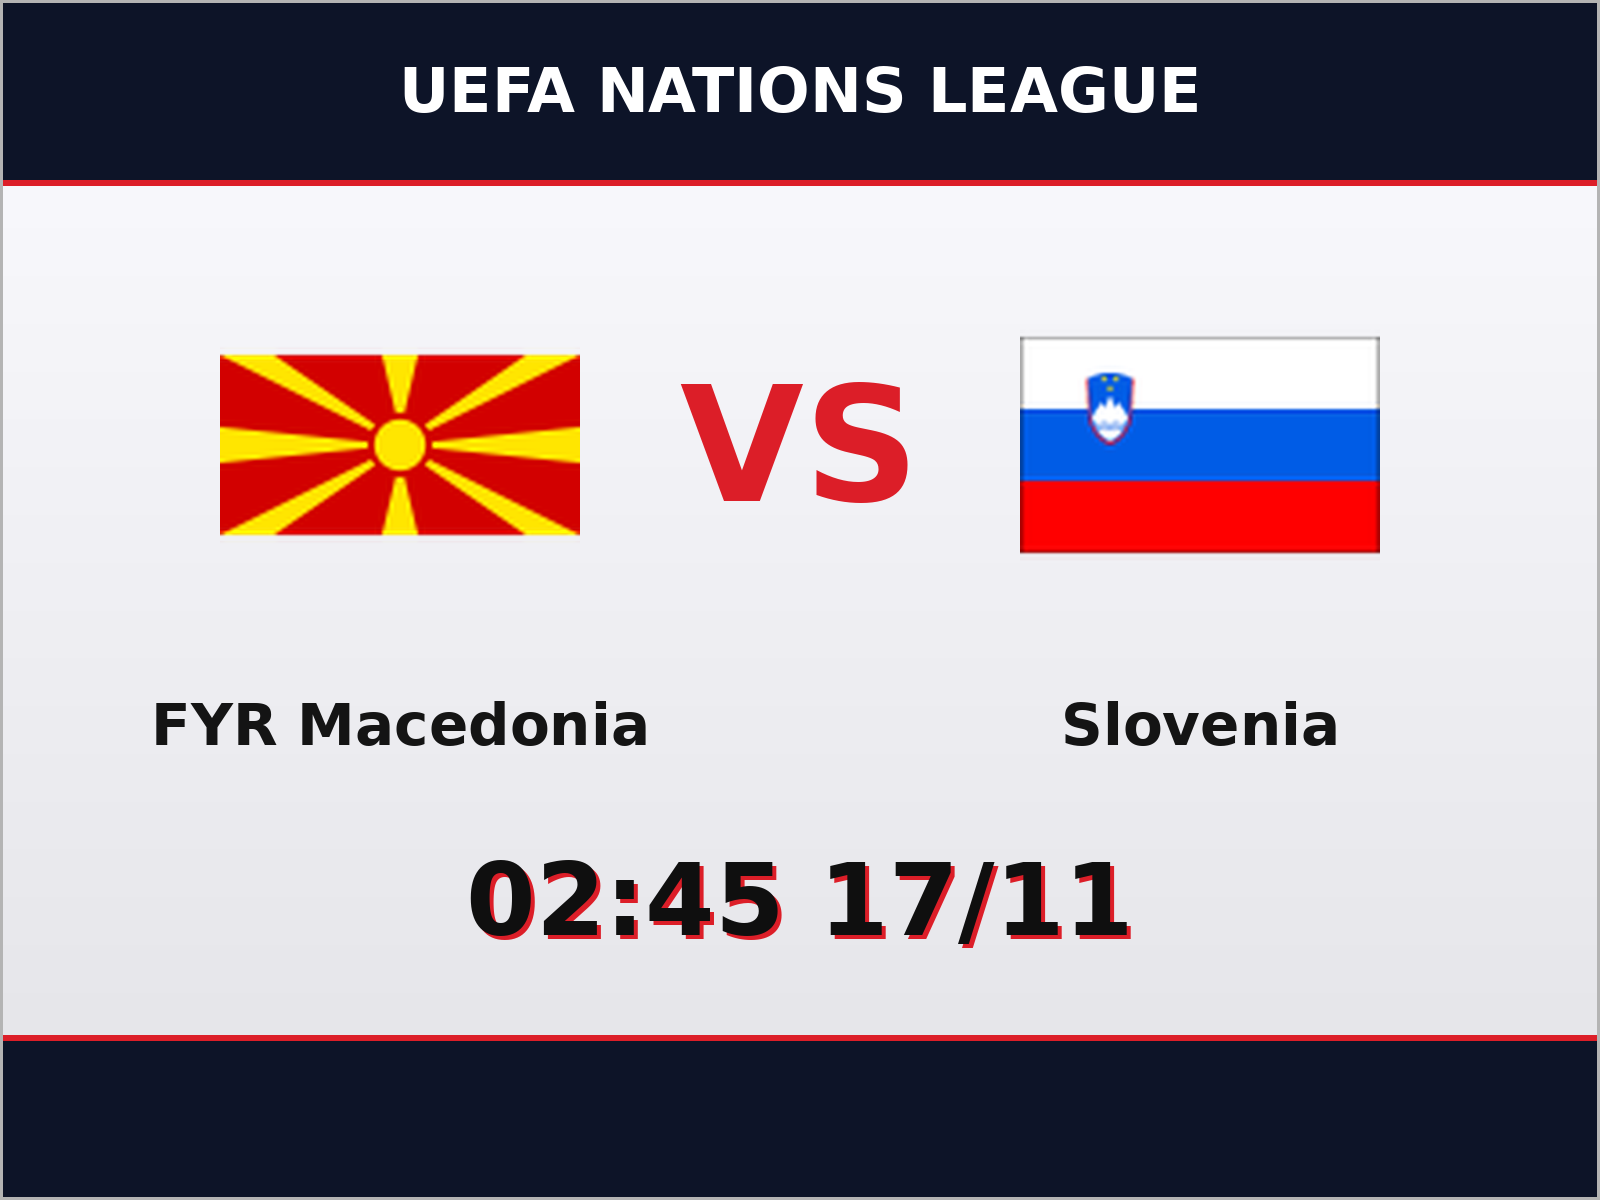 UEFA NATIONS LEAGUE
VS
FYR Macedonia
Slovenia
02:45 17/11